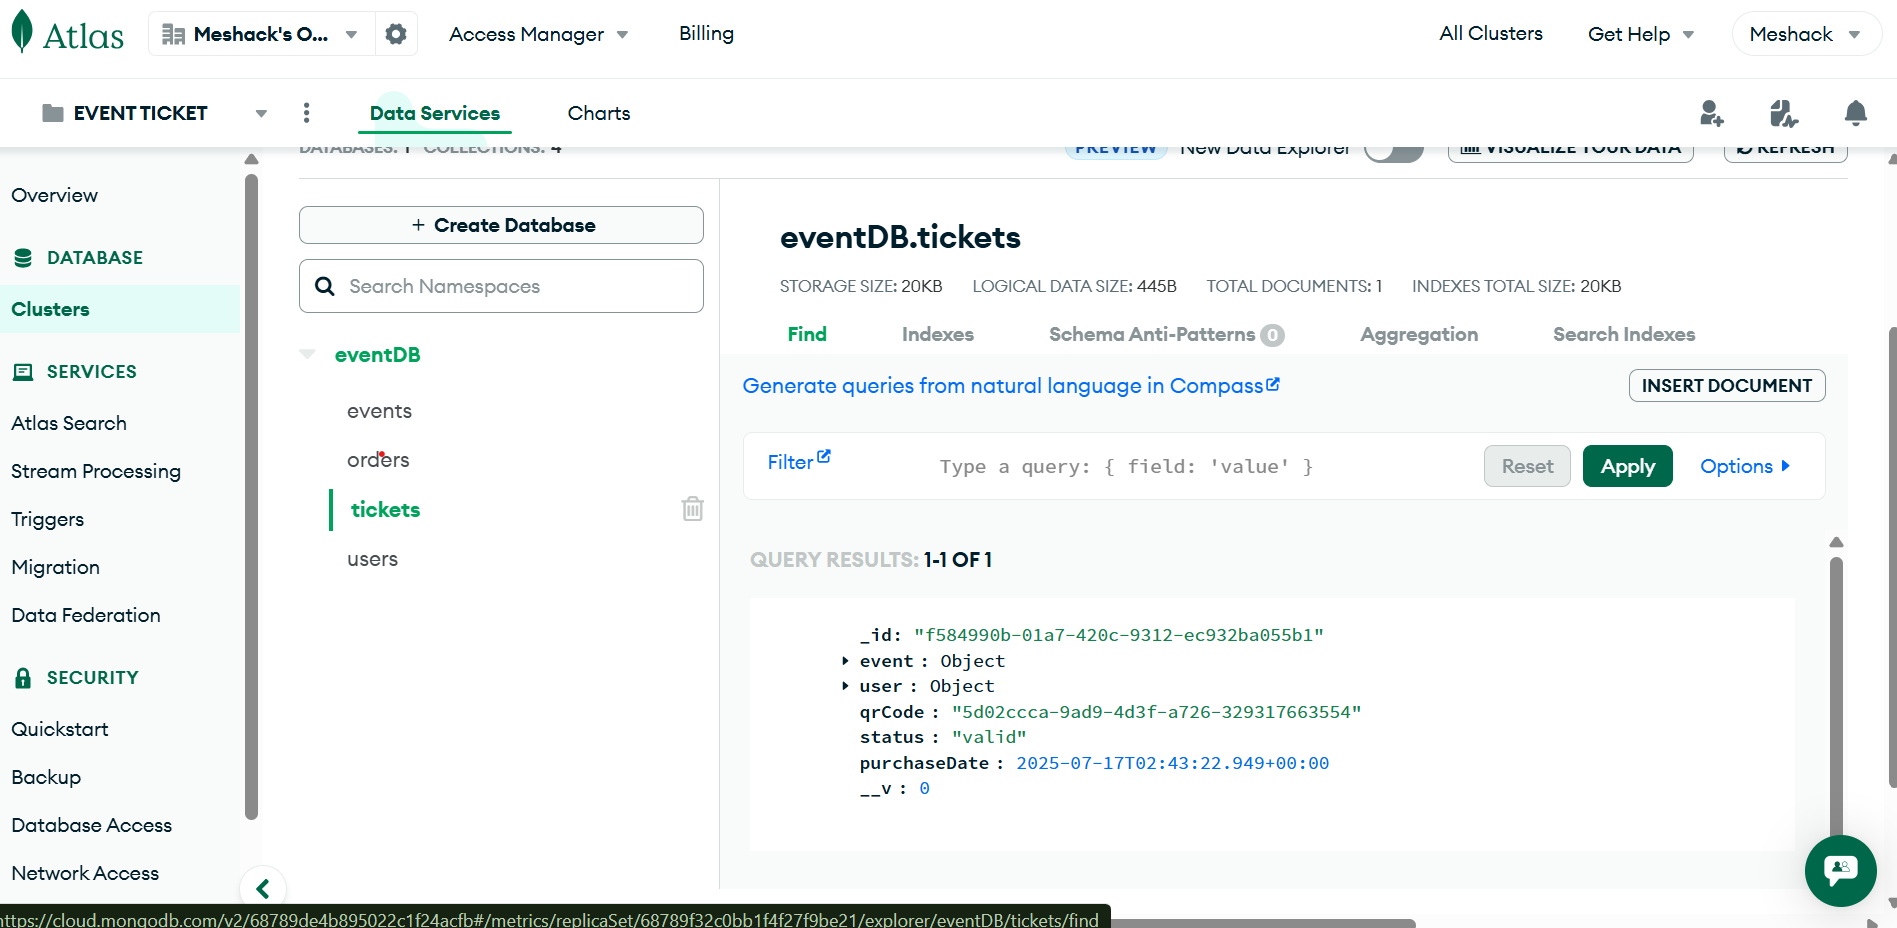 Atlas
Meshack's O...
Access Manager
Billing
All Clusters
Get Help
Meshack
EVENT TICKET
Data Services
Charts
DATABASES: 1 COLLECTIONS: 4
PREVIEW
New Data Explorer
VISUALIZE YOUR DATA
REFRESH
Overview
DATABASE
Clusters
SERVICES
Atlas Search
Stream Processing
Triggers
Migration
Data Federation
SECURITY
Quickstart
Backup
Database Access
Network Access
+ Create Database
Search Namespaces
eventDB
events
orders
tickets
users
eventDB.tickets
STORAGE SIZE: 20KB LOGICAL DATA SIZE: 445B TOTAL DOCUMENTS: 1 INDEXES TOTAL SIZE: 20KB
Find Indexes Schema Anti-Patterns 0 Aggregation Search Indexes
Generate queries from natural language in Compass
INSERT DOCUMENT
Filter
Type a query: { field: 'value' }
Reset
Apply
Options
QUERY RESULTS: 1-1 OF 1
_id: "f584990b-01a7-420c-9312-ec932ba055b1"
event : Object
user : Object
qrCode : "5d02ccca-9ad9-4d3f-a726-329317663554"
status : "valid"
purchaseDate : 2025-07-17T02:43:22.949+00:00
__v : 0
https://cloud.mongodb.com/v2/68789de4b895022c1f24acfb#/metrics/replicaSet/68789f32c0bb1f4f27f9be21/explorer/eventDB/tickets/find